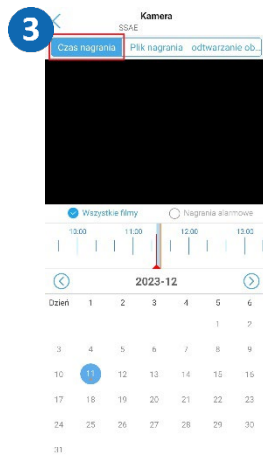 3
Kamera
SSAE
Czas nagrania Plik nagrania odtwarzanie ob...
Wszystkie filmy Nagrania alarmowe
10:00 11:00 12:00 13:00
2023-12
Dzień 1 2 3 4 5 6
1 2
3 4 5 6 7 8 9
10 11 12 13 14 15 16
17 18 19 20 21 22 23
24 25 26 27 28 29 30
31